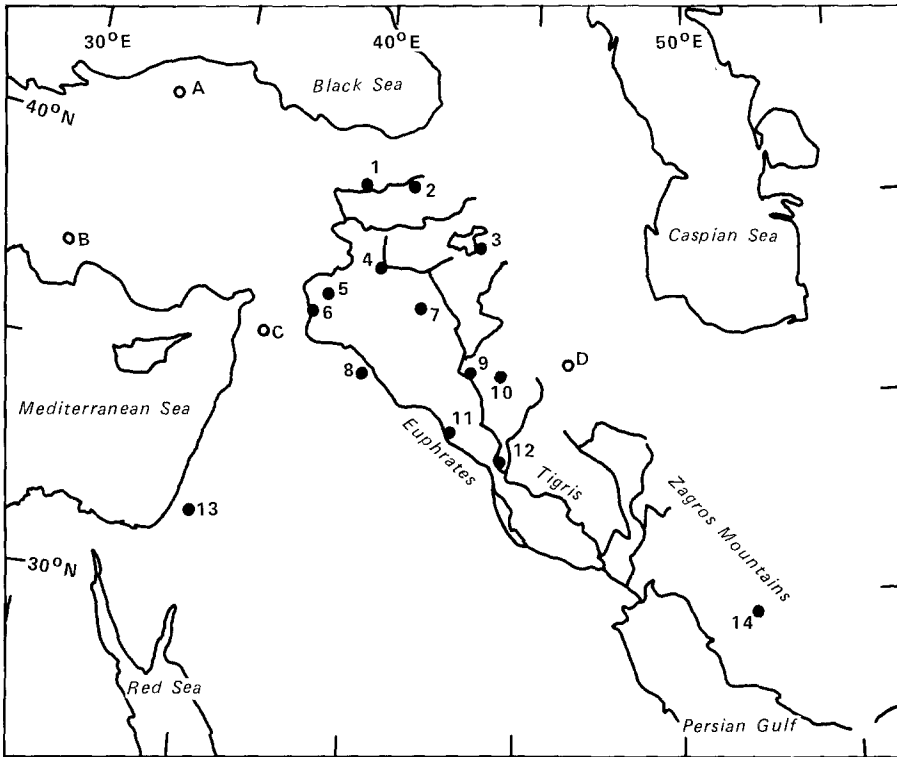 30°E 40°E 50°E
Black Sea
A
40°N
1
2
B
3
Caspian Sea
4
5
6
7
C
8
9
D
10
Mediterranean Sea
11
Euphrates
12
Tigris
Zagros Mountains
13
30°N
14
Red Sea
Persian Gulf